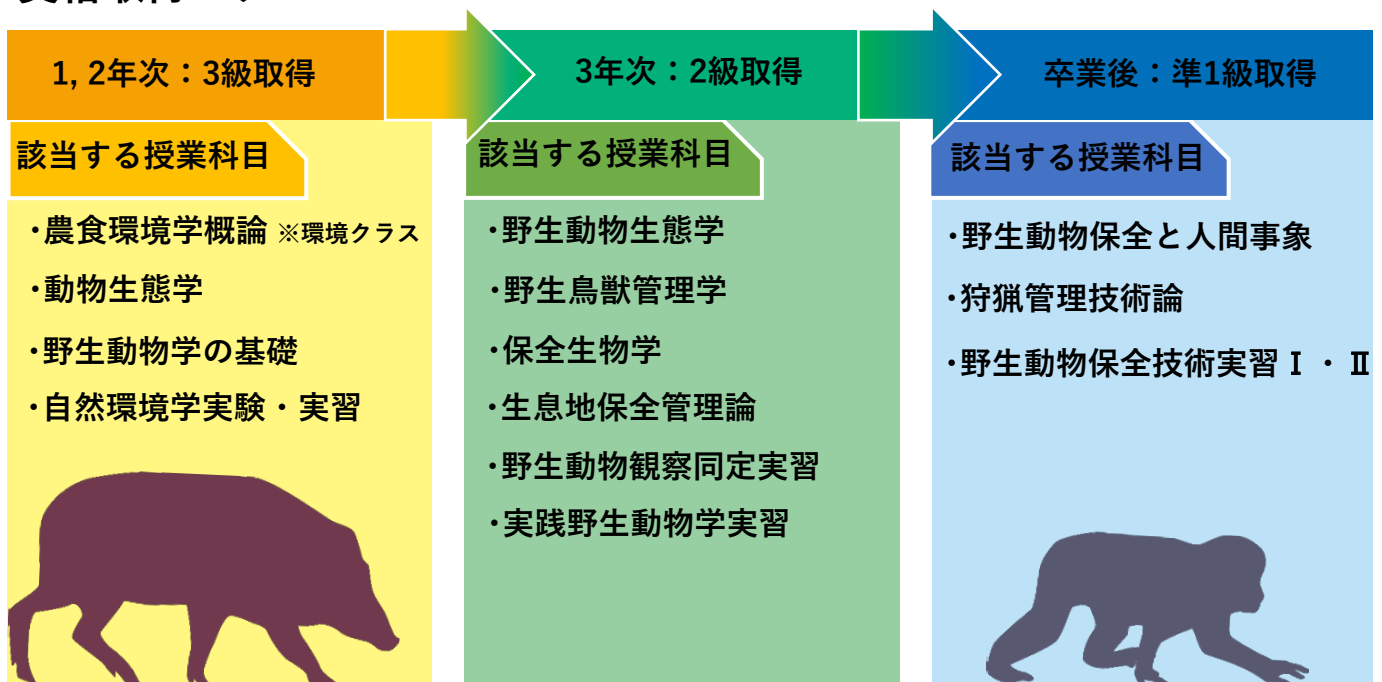 1, 2年次：3級取得
3年次：2級取得
卒業後：準1級取得
該当する授業科目
・農食環境学概論 ※環境クラス
・動物生態学
・野生動物学の基礎
・自然環境学実験・実習
該当する授業科目
・野生動物生態学
・野生鳥獣管理学
・保全生物学
・生息地保全管理論
・野生動物観察同定実習
・実践野生動物学実習
該当する授業科目
・野生動物保全と人間事象
・狩猟管理技術論
・野生動物保全技術実習Ⅰ・Ⅱ